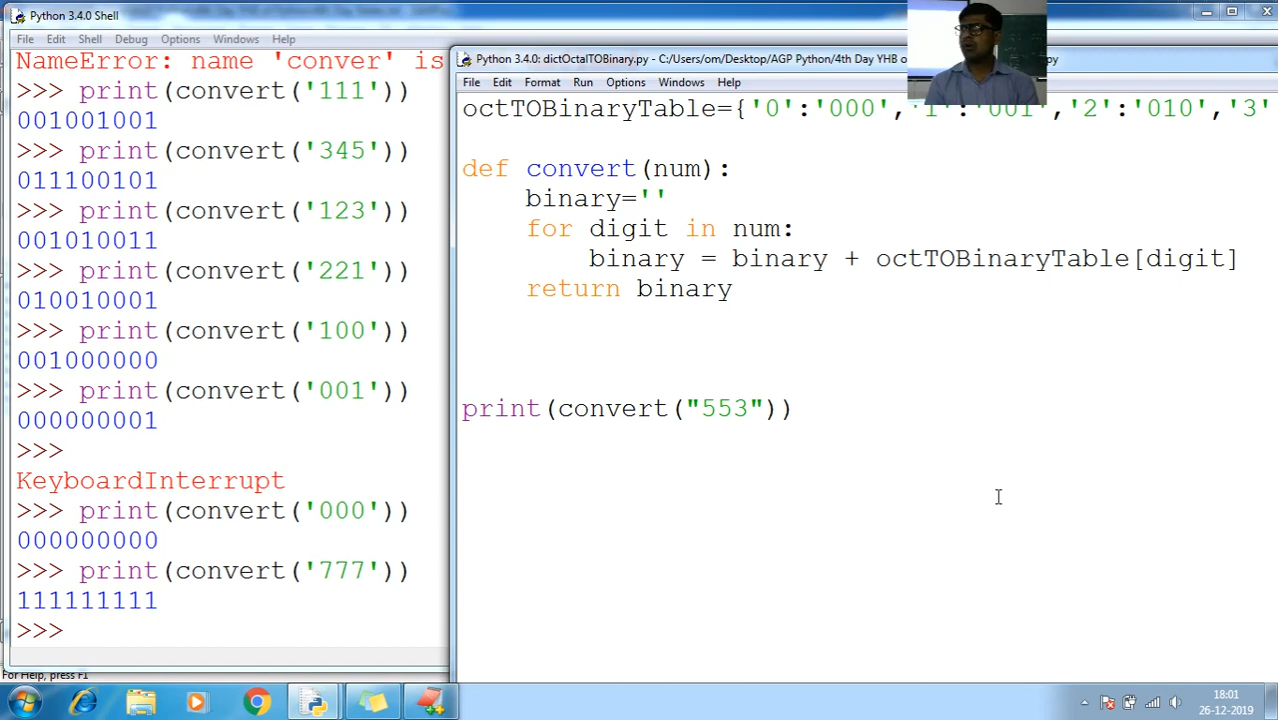 Python 3.4.0 Shell
File Edit Shell Debug Options Windows Help
NameError: name 'conver' is
>>> print(convert('111'))
001001001
>>> print(convert('345'))
011100101
>>> print(convert('123'))
001010011
>>> print(convert('221'))
010010001
>>> print(convert('100'))
001000000
>>> print(convert('001'))
000000001
>>>
KeyboardInterrupt
>>> print(convert('000'))
000000000
>>> print(convert('777'))
111111111
>>>
For Help, press F1
Python 3.4.0: dictOctalTOBinary.py - C:/Users/om/Desktop/AGP Python/4th Day YHB o
File Edit Format Run Options Windows Help
octTOBinaryTable={'0':'000','1':'001','2':'010','3'
def convert(num):
binary=''
for digit in num:
binary = binary + octTOBinaryTable[digit]
return binary
print(convert("553"))
18:01
26-12-2019